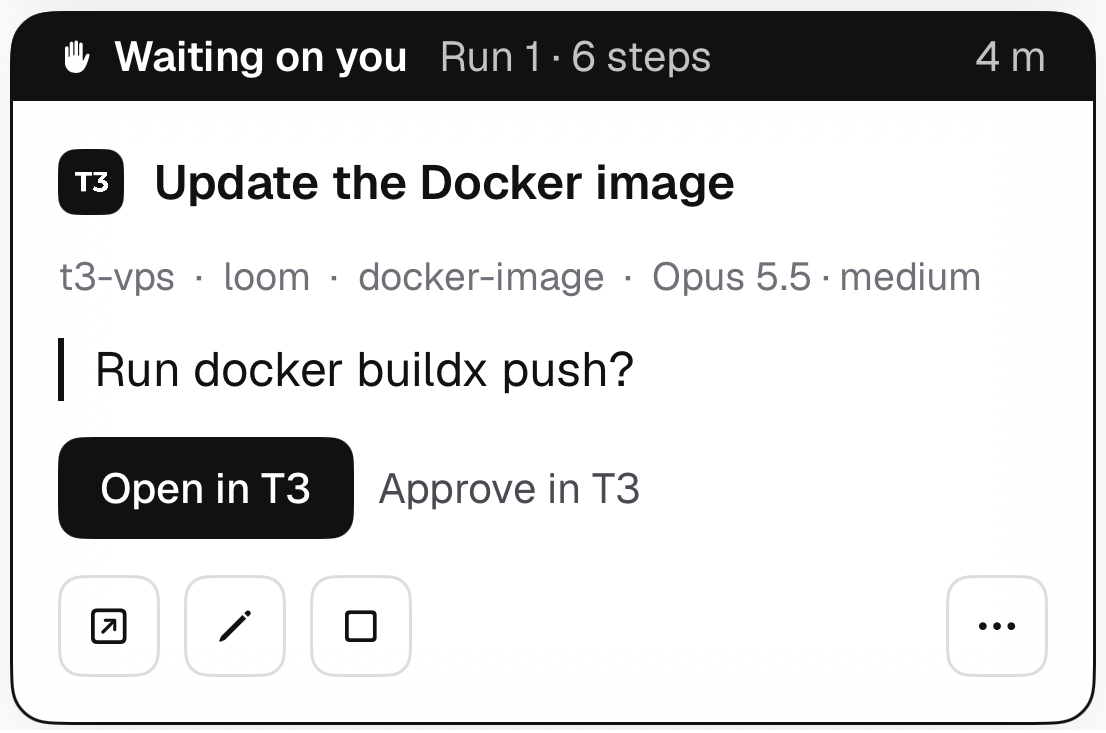 Waiting on you Run 1 · 6 steps 4 m
T3 Update the Docker image
t3-vps · loom · docker-image · Opus 5.5 · medium
Run docker buildx push?
Open in T3 Approve in T3